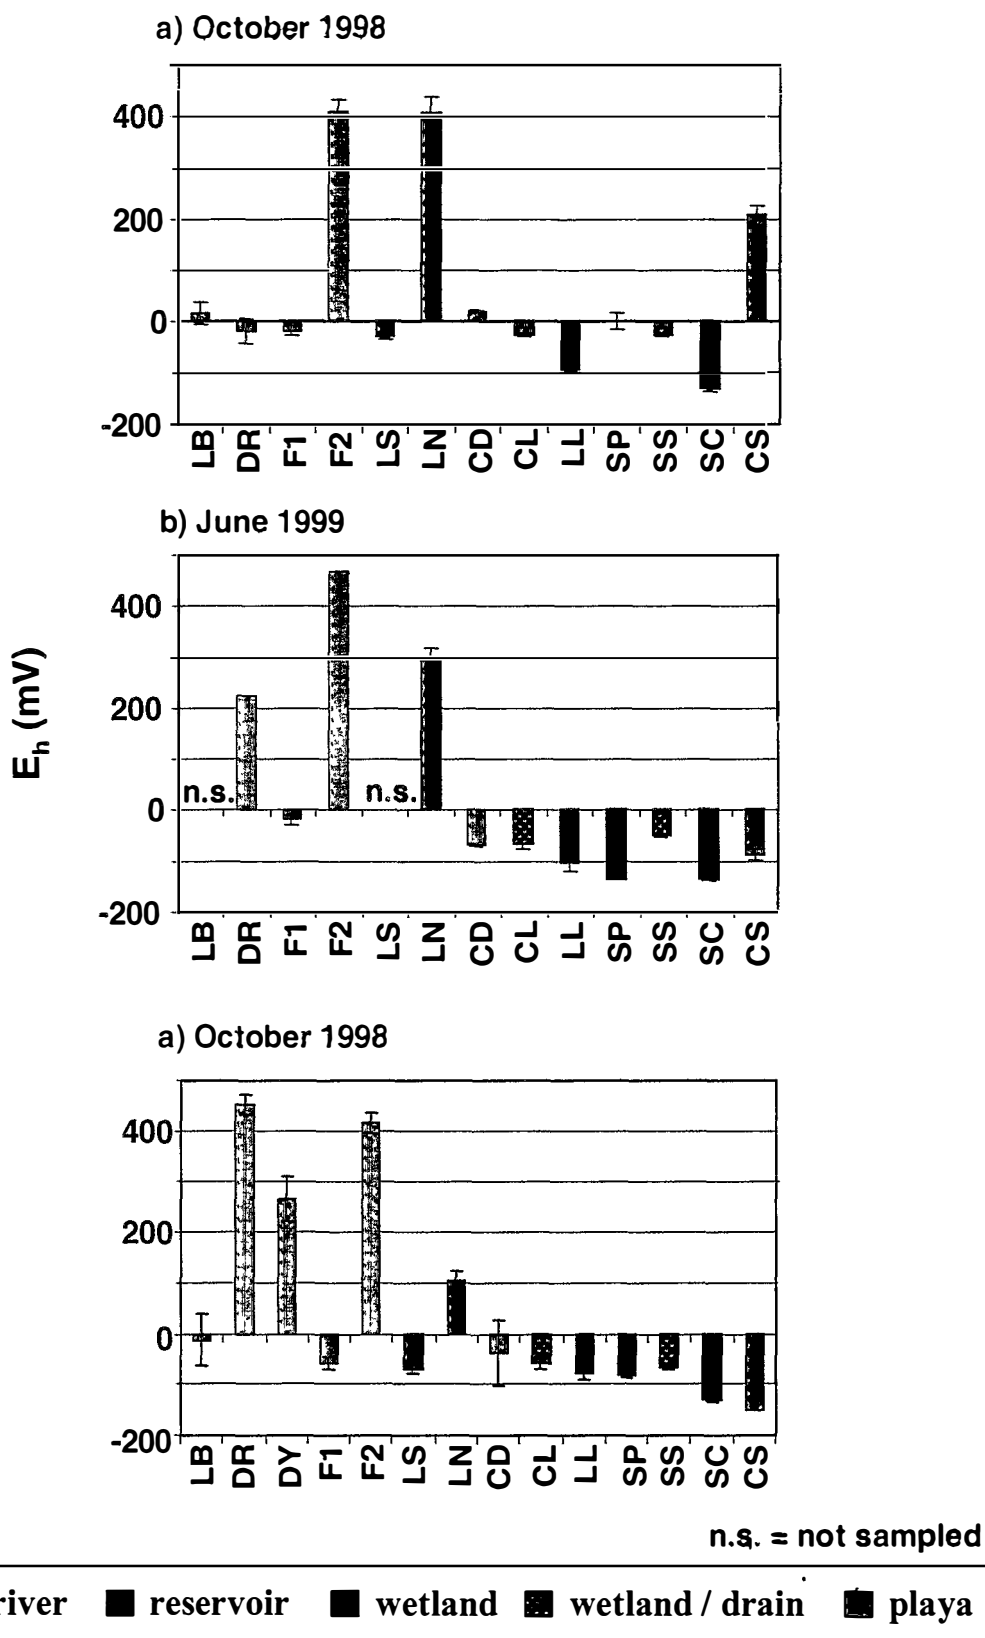 a) October 1998
400
200
0
-200
LB DR F1 F2 LS LN CD CL LL SP SS SC CS
b) June 1999
Eh (mV)
400
200
n.s. n.s.
0
-200
LB DR F1 F2 LS LN CD CL LL SP SS SC CS
a) October 1998
400
200
0
-200
LB DR DY F1 F2 LS LN CD CL LL SP SS SC CS
n.s. = not sampled
river reservoir wetland wetland / drain playa